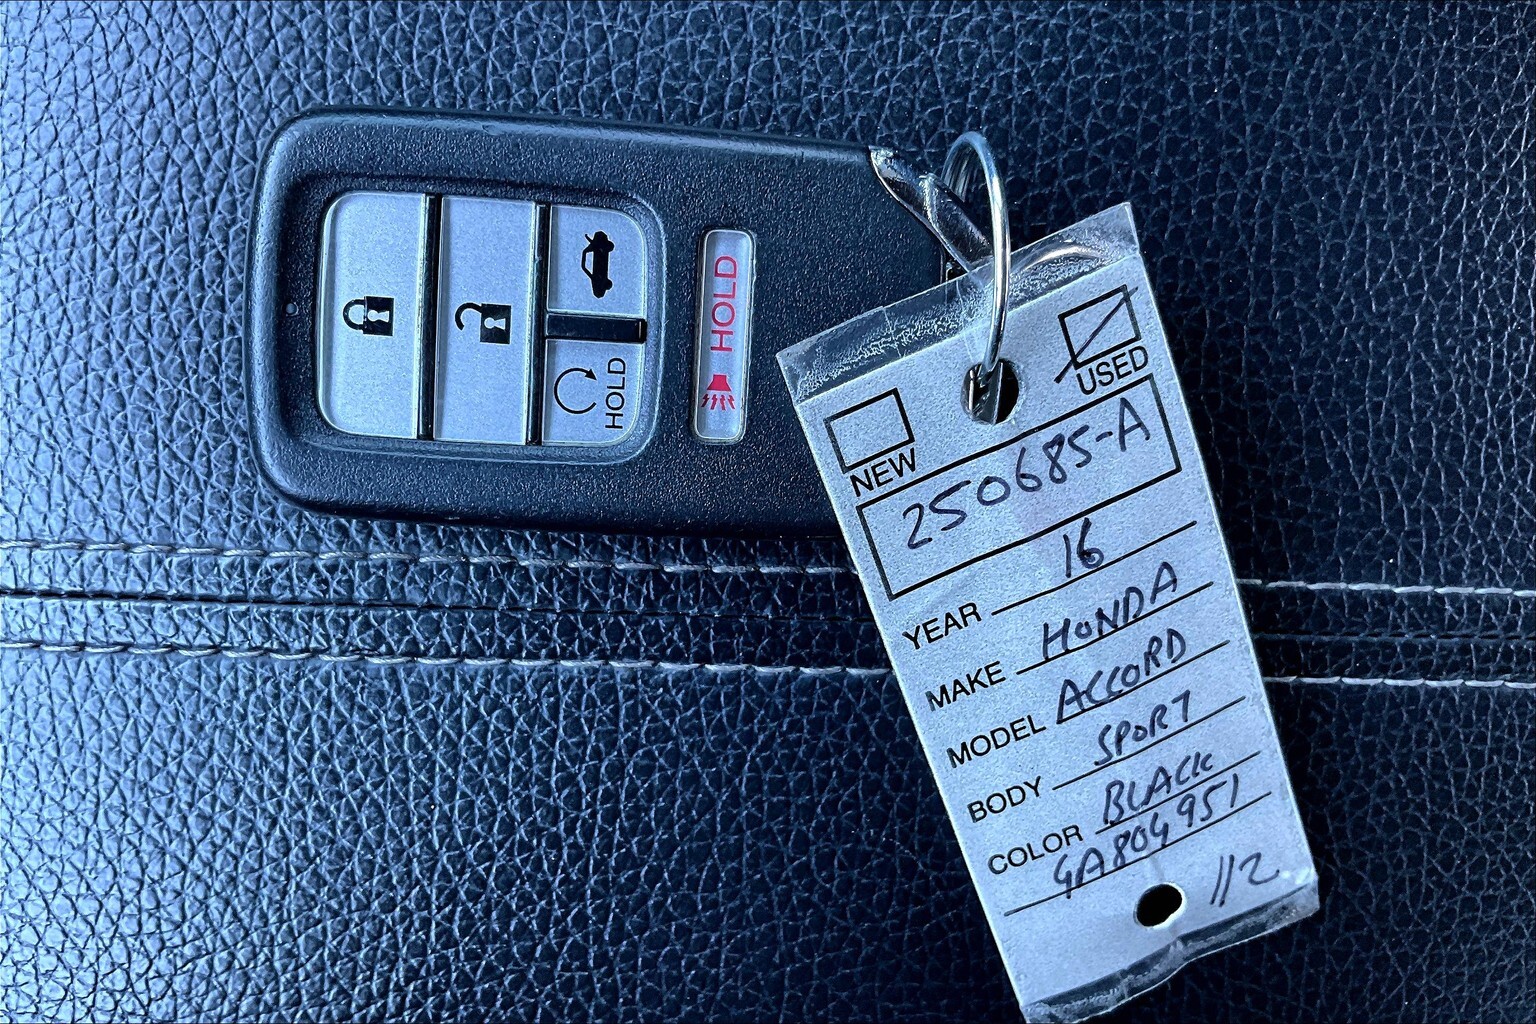 HOLD
HOLD
NEW
USED
250685-A
YEAR 16
MAKE HONDA
MODEL ACCORD
BODY SPORT
COLOR BLACK
GA804951
112